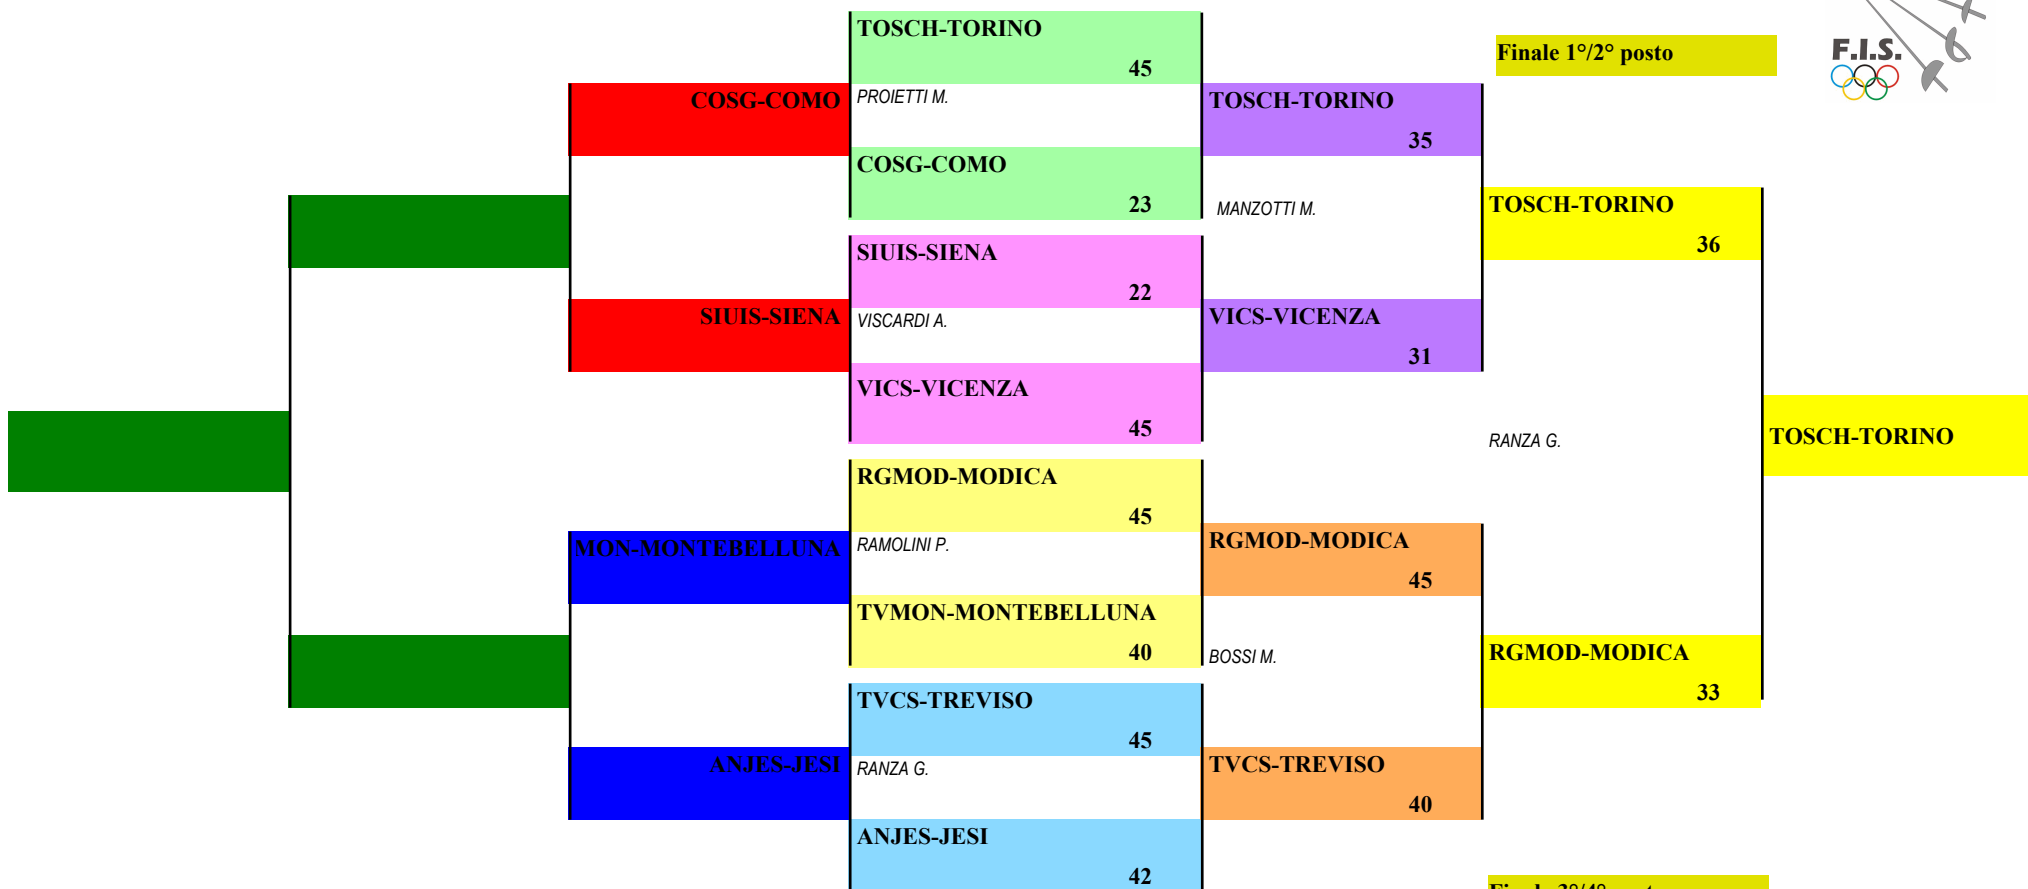 TOSCH-TORINO
45
Finale 1°/2° posto
F.I.S.
COSG-COMO
PROIETTI M.
TOSCH-TORINO
35
COSG-COMO
23
MANZOTTI M.
TOSCH-TORINO
36
SIUIS-SIENA
22
SIUIS-SIENA
VISCARDI A.
VICS-VICENZA
31
VICS-VICENZA
45
RANZA G.
TOSCH-TORINO
RGMOD-MODICA
45
MON-MONTEBELLUNA
RAMOLINI P.
RGMOD-MODICA
45
TVMON-MONTEBELLUNA
40
BOSSI M.
RGMOD-MODICA
33
TVCS-TREVISO
45
ANJES-JESI
RANZA G.
TVCS-TREVISO
40
ANJES-JESI
42